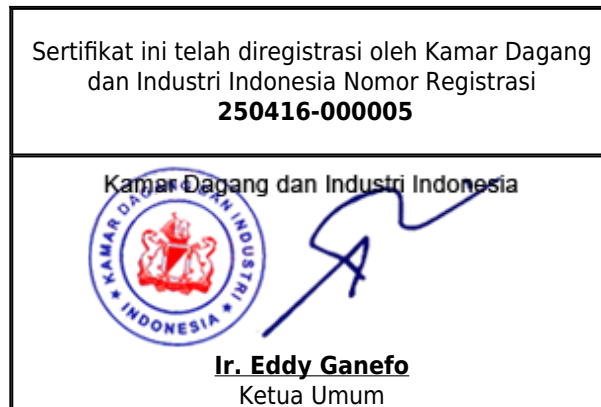 Sertifikat ini telah diregistrasi oleh Kamar Dagang
dan Industri Indonesia Nomor Registrasi
250416-000005
Kamar Dagang dan Industri Indonesia
KAMAR DAGANG DAN INDUSTRI
INDONESIA
Ir. Eddy Ganefo
Ketua Umum